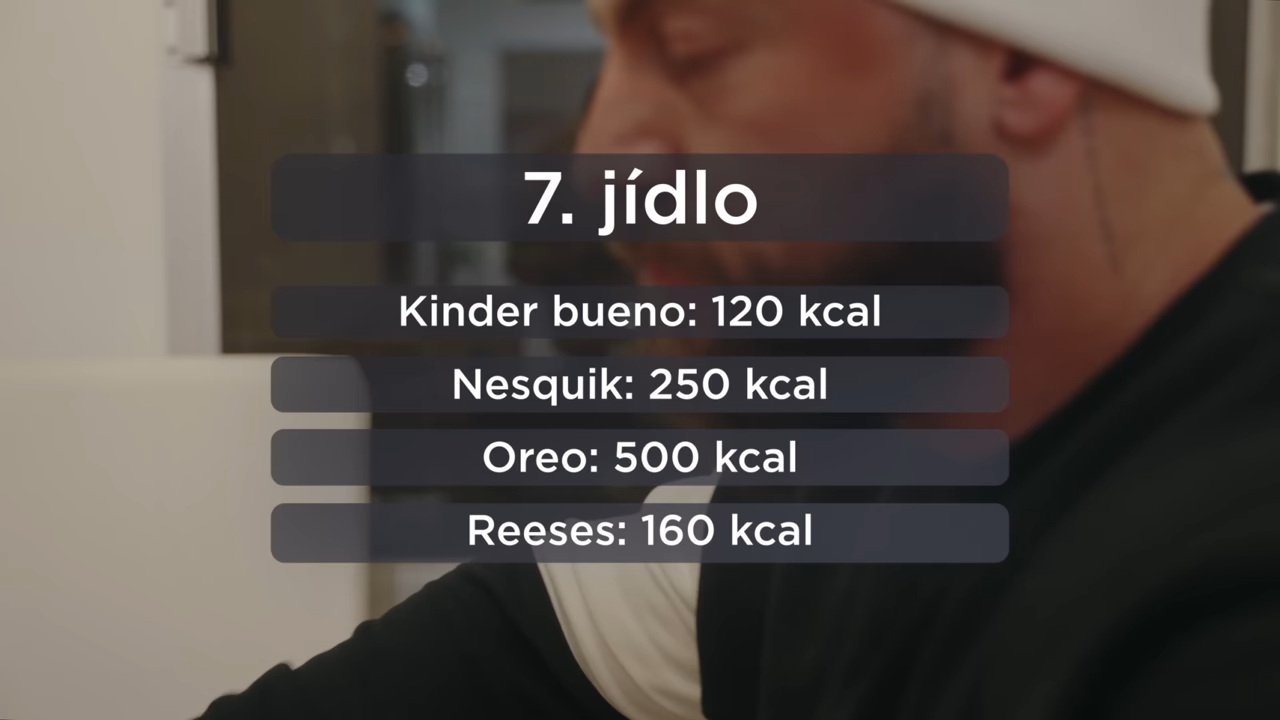 7. jídlo
Kinder bueno: 120 kcal
Nesquik: 250 kcal
Oreo: 500 kcal
Reeses: 160 kcal